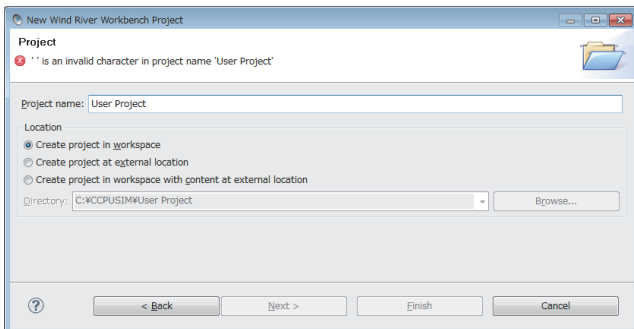 New Wind River Workbench Project
Project
' ' is an invalid character in project name 'User Project'
Project name: User Project
Location
Create project in workspace
Create project at external location
Create project in workspace with content at external location
Directory: C:¥CCPUSIM¥User Project Browse...
? < Back Next > Finish Cancel